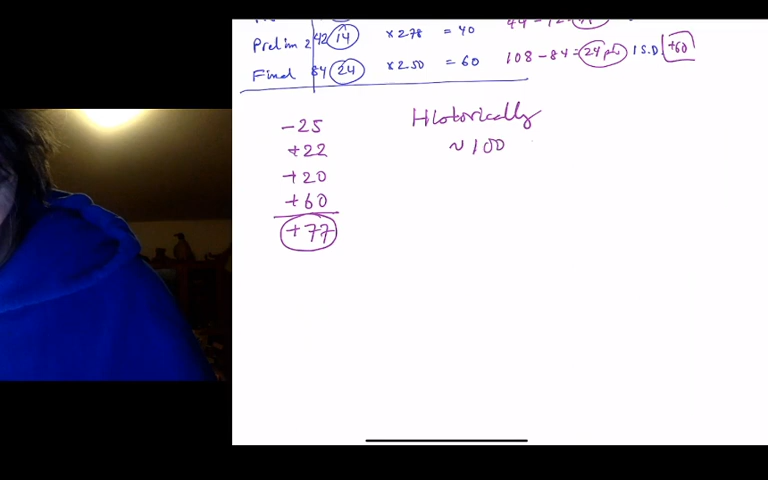 Prelim 2 42 14 ×2.78 = 40
Final 84 24 ×2.50 = 60 108 - 84 = 24 1 S.D +60
-25
+22
+20
+60
+77
Historically
~100